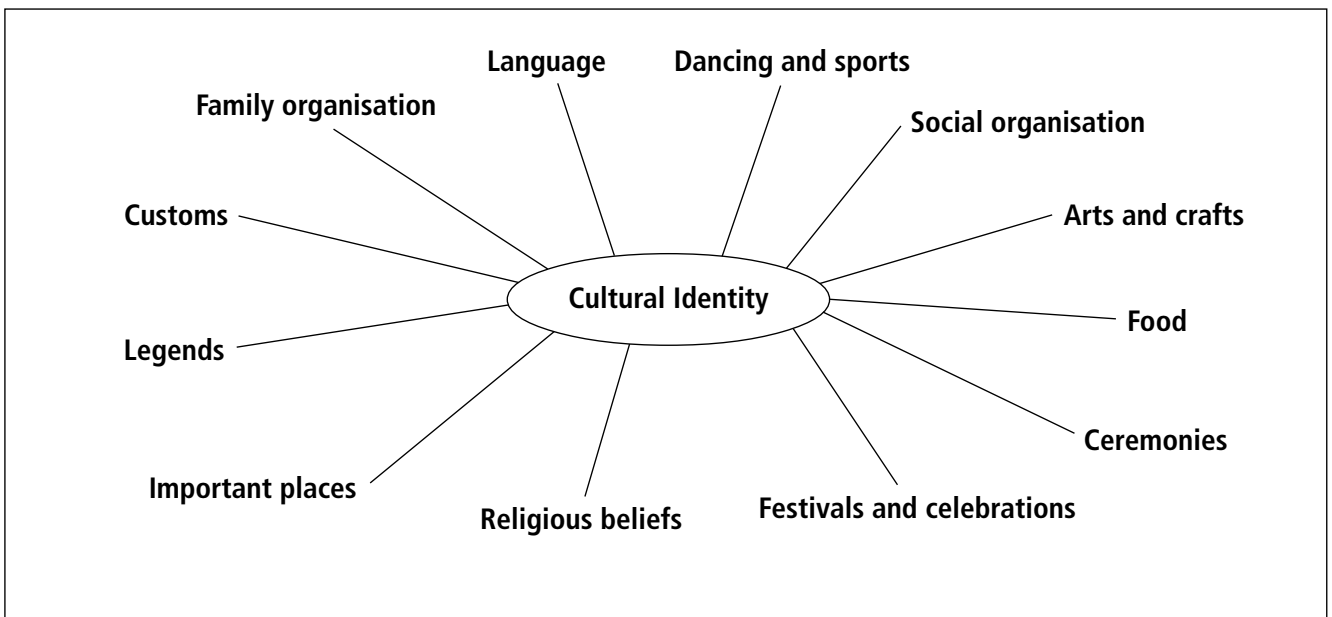 Language
Dancing and sports
Family organisation
Social organisation
Customs
Arts and crafts
Cultural Identity
Food
Legends
Ceremonies
Important places
Religious beliefs
Festivals and celebrations